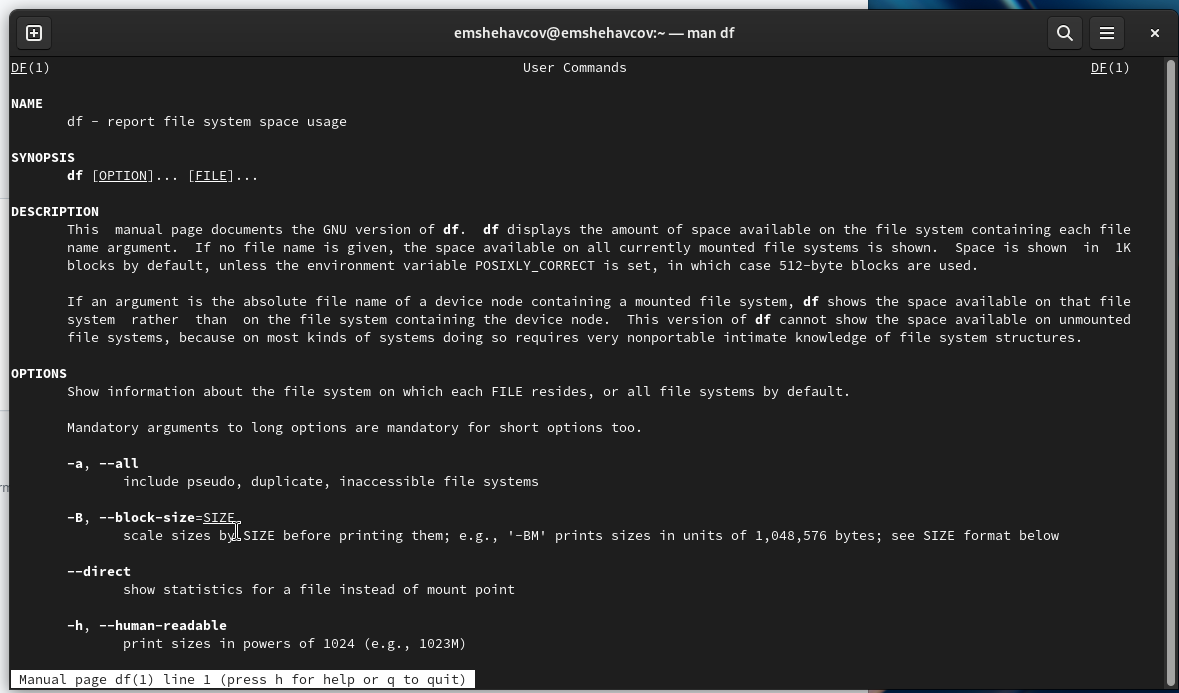 emshehavcov@emshehavcov:~ — man df
DF(1) User Commands DF(1)
NAME
df - report file system space usage
SYNOPSIS
df [OPTION]... [FILE]...
DESCRIPTION
This manual page documents the GNU version of df. df displays the amount of space available on the file system containing each file
name argument. If no file name is given, the space available on all currently mounted file systems is shown. Space is shown in 1K
blocks by default, unless the environment variable POSIXLY_CORRECT is set, in which case 512-byte blocks are used.
If an argument is the absolute file name of a device node containing a mounted file system, df shows the space available on that file
system rather than on the file system containing the device node. This version of df cannot show the space available on unmounted
file systems, because on most kinds of systems doing so requires very nonportable intimate knowledge of file system structures.
OPTIONS
Show information about the file system on which each FILE resides, or all file systems by default.
Mandatory arguments to long options are mandatory for short options too.
-a, --all
include pseudo, duplicate, inaccessible file systems
-B, --block-size=SIZE
scale sizes by SIZE before printing them; e.g., '-BM' prints sizes in units of 1,048,576 bytes; see SIZE format below
--direct
show statistics for a file instead of mount point
-h, --human-readable
print sizes in powers of 1024 (e.g., 1023M)
Manual page df(1) line 1 (press h for help or q to quit)